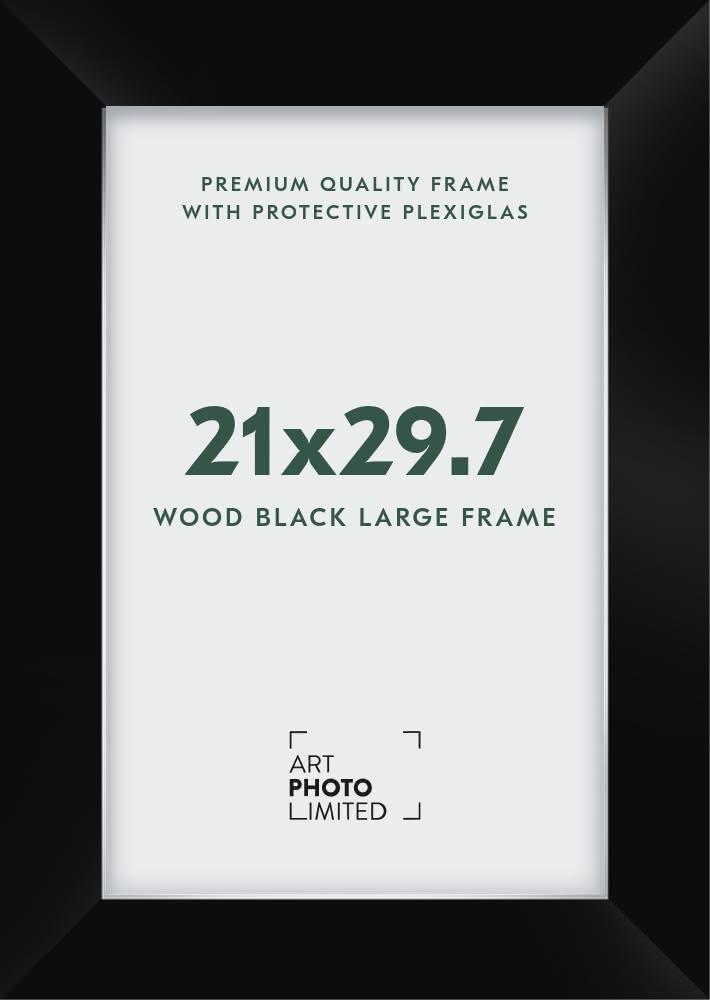 PREMIUM QUALITY FRAME
WITH PROTECTIVE PLEXIGLAS
21x29.7
WOOD BLACK LARGE FRAME
ART
PHOTO
LIMITED